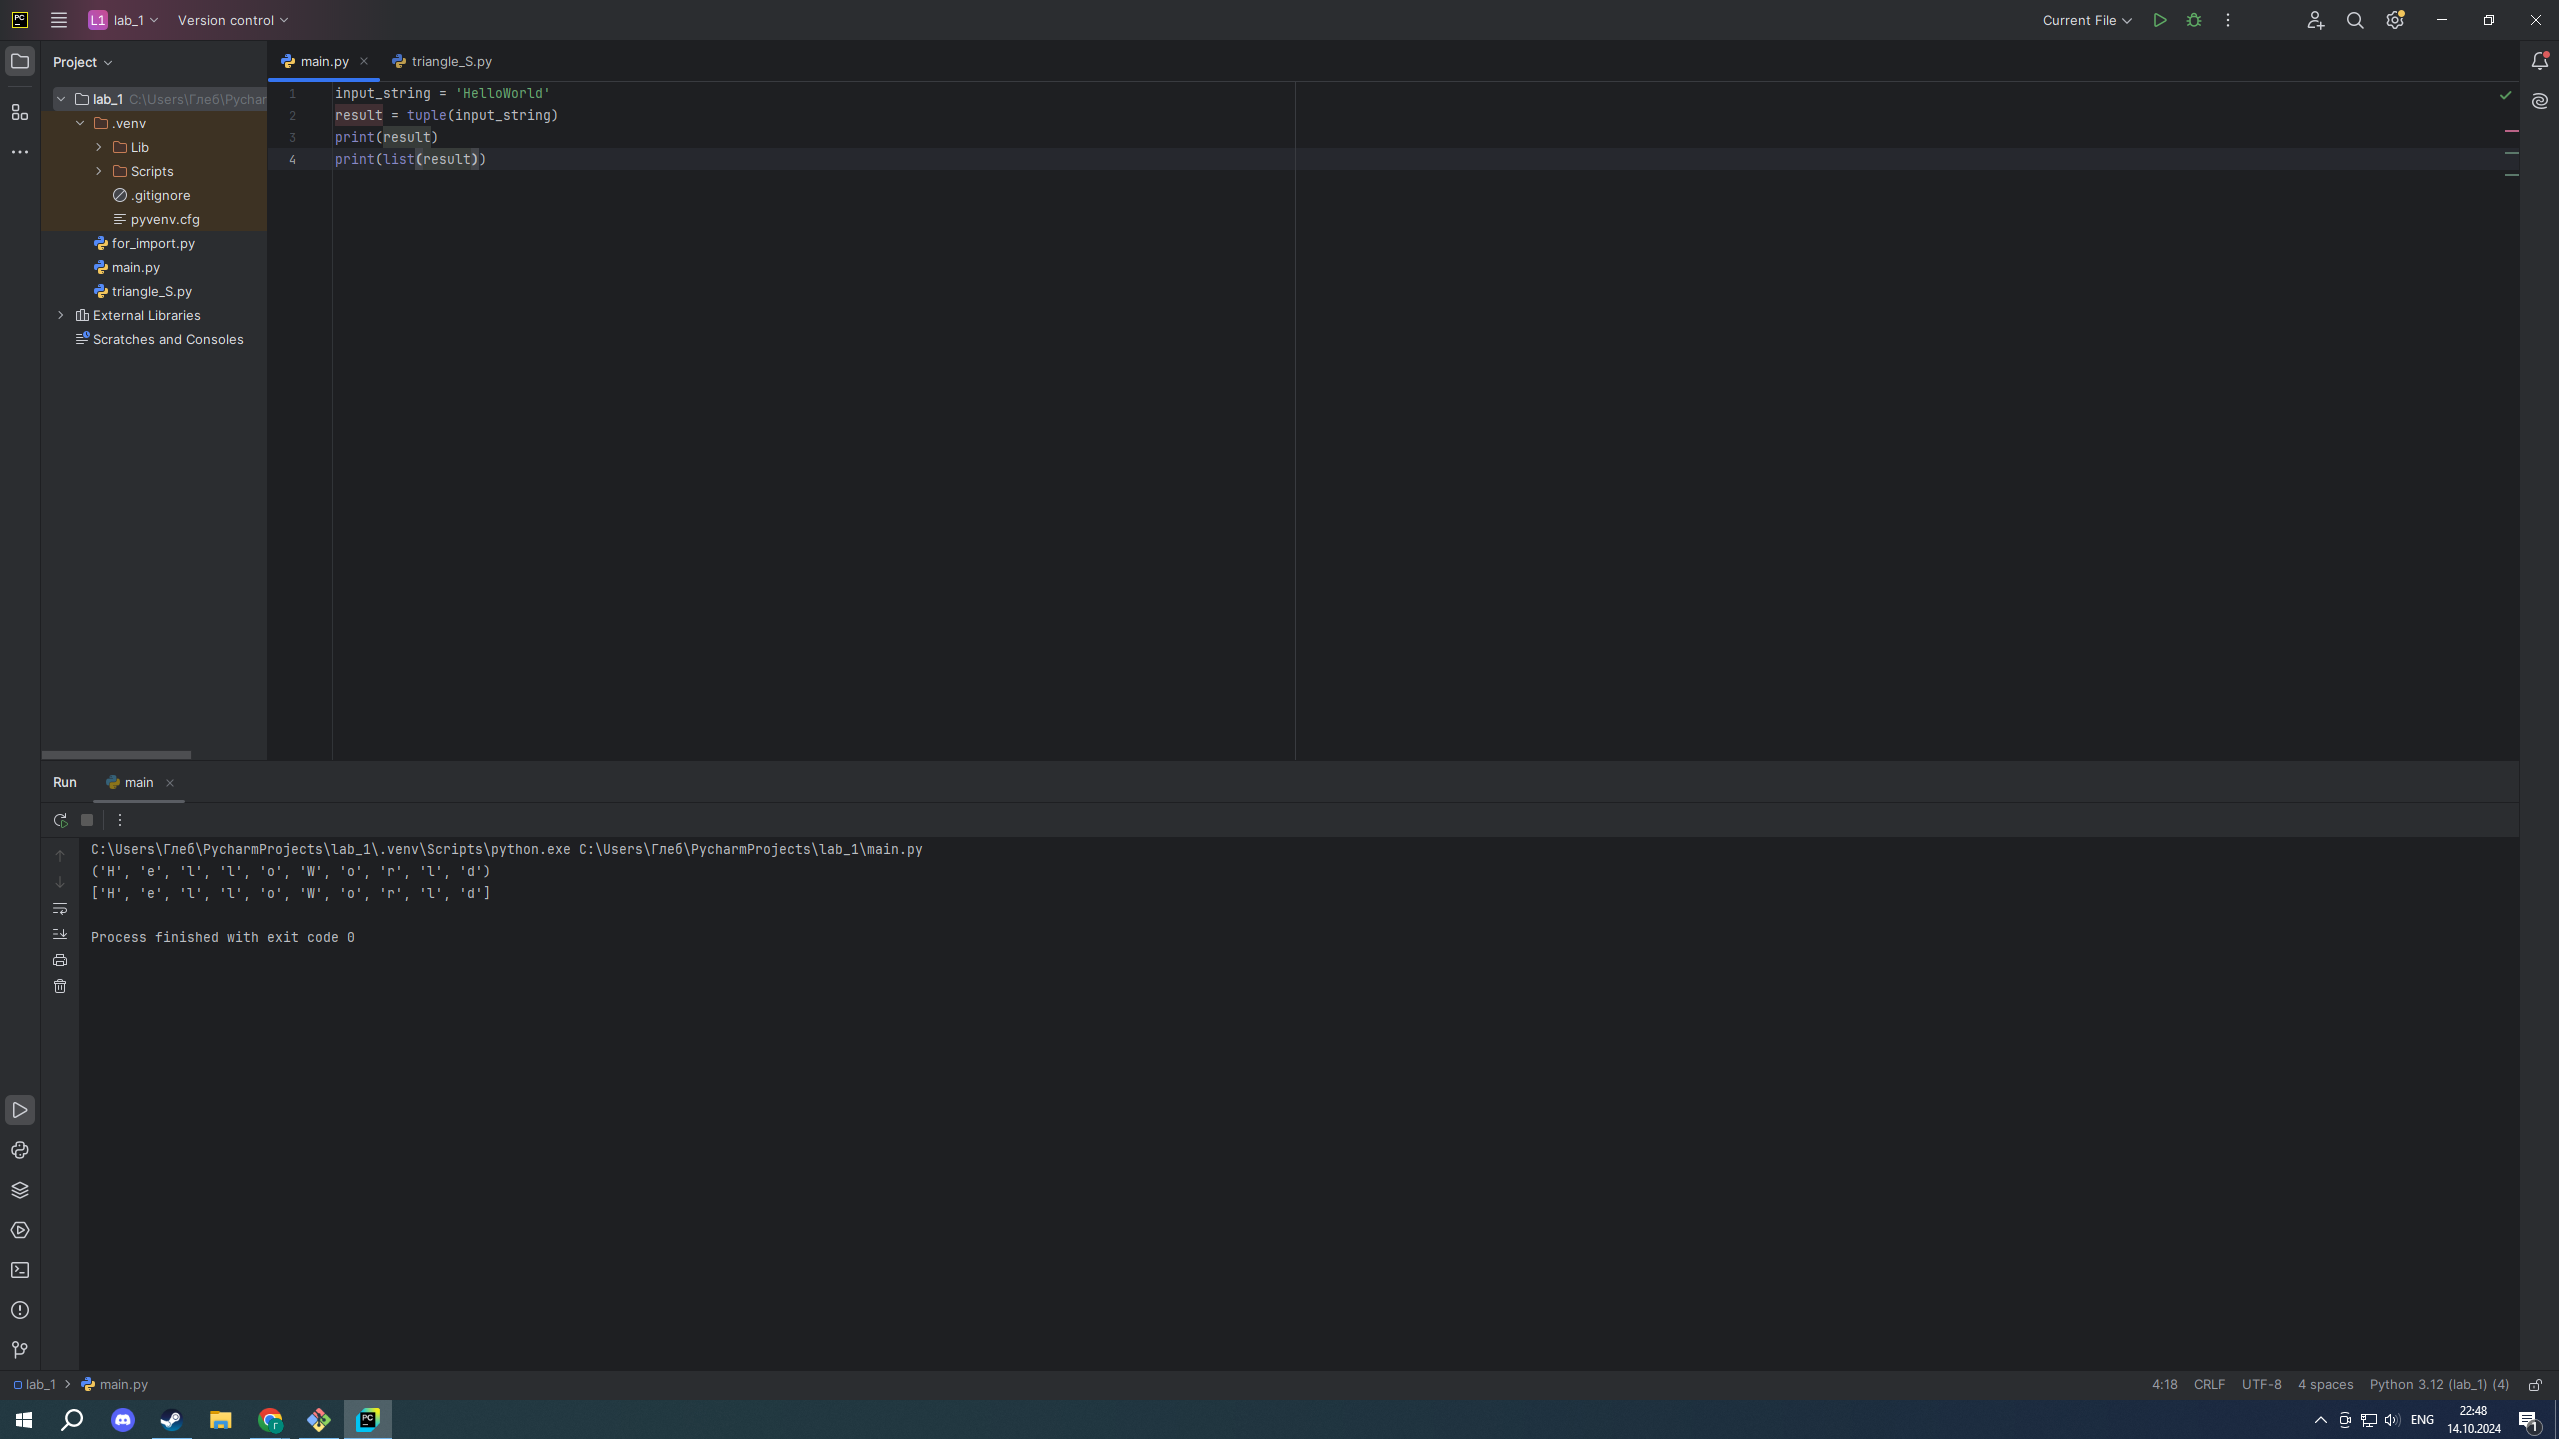 PC L1 lab_1 Version control Current File
Project
main.py triangle_S.py
lab_1 C:\Users\Глеб\Pychar
.venv
Lib
Scripts
.gitignore
pyvenv.cfg
for_import.py
main.py
triangle_S.py
External Libraries
Scratches and Consoles
1 input_string = 'HelloWorld'
2 result = tuple(input_string)
3 print(result)
4 print(list(result))
Run main
C:\Users\Глеб\PycharmProjects\lab_1\.venv\Scripts\python.exe C:\Users\Глеб\PycharmProjects\lab_1\main.py
('H', 'e', 'l', 'l', 'o', 'W', 'o', 'r', 'l', 'd')
['H', 'e', 'l', 'l', 'o', 'W', 'o', 'r', 'l', 'd']
Process finished with exit code 0
lab_1 main.py 4:18 CRLF UTF-8 4 spaces Python 3.12 (lab_1) (4)
PC ENG 22:48 1
14.10.2024